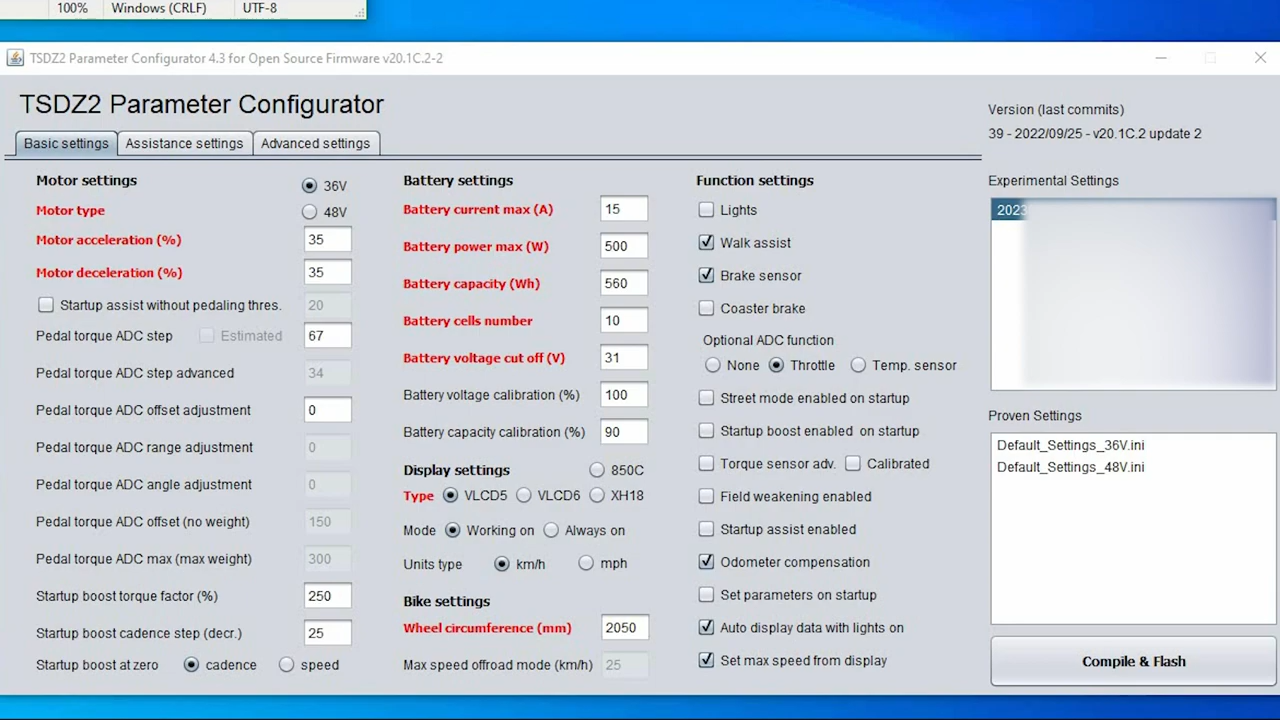 100% Windows (CRLF) UTF-8
TSDZ2 Parameter Configurator 4.3 for Open Source Firmware v20.1C.2-2
TSDZ2 Parameter Configurator
Basic settings Assistance settings Advanced settings
Motor settings 36V
Motor type 48V
Motor acceleration (%) 35
Motor deceleration (%) 35
Startup assist without pedaling thres. 20
Pedal torque ADC step Estimated 67
Pedal torque ADC step advanced 34
Pedal torque ADC offset adjustment 0
Pedal torque ADC range adjustment 0
Pedal torque ADC angle adjustment 0
Pedal torque ADC offset (no weight) 150
Pedal torque ADC max (max weight) 300
Startup boost torque factor (%) 250
Startup boost cadence step (decr.) 25
Startup boost at zero cadence speed
Battery settings
Battery current max (A) 15
Battery power max (W) 500
Battery capacity (Wh) 560
Battery cells number 10
Battery voltage cut off (V) 31
Battery voltage calibration (%) 100
Battery capacity calibration (%) 90
Display settings 850C
Type VLCD5 VLCD6 XH18
Mode Working on Always on
Units type km/h mph
Bike settings
Wheel circumference (mm) 2050
Max speed offroad mode (km/h) 25
Function settings
Lights
Walk assist
Brake sensor
Coaster brake
Optional ADC function
None Throttle Temp. sensor
Street mode enabled on startup
Startup boost enabled on startup
Torque sensor adv. Calibrated
Field weakening enabled
Startup assist enabled
Odometer compensation
Set parameters on startup
Auto display data with lights on
Set max speed from display
Version (last commits)
39 - 2022/09/25 - v20.1C.2 update 2
Experimental Settings
2023
Proven Settings
Default_Settings_36V.ini
Default_Settings_48V.ini
Compile & Flash